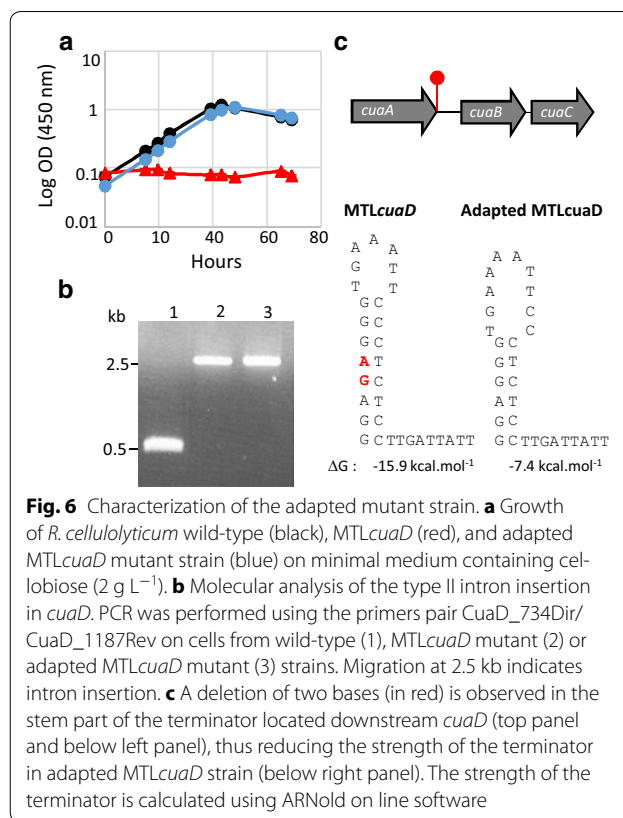 a
Log OD (450 nm)
10
1
0.1
0.01
0 10 20 40 60 80
Hours
b
kb 1 2 3
2.5
0.5
c
cuaA cuaB cuaC
MTLcuaD Adapted MTLcuaD
A
A A
G T
T T
G C
G C
G C
A T
G C
A T
G C
G C TTGATTATT
A A
A T
A T
G C
T C
G C
G T
G C
A T
G C
G C TTGATTATT
ΔG : -15.9 kcal.mol-1 -7.4 kcal.mol-1
Fig. 6 Characterization of the adapted mutant strain. a Growth
of R. cellulolyticum wild-type (black), MTLcuaD (red), and adapted
MTLcuaD mutant strain (blue) on minimal medium containing cel-
lobiose (2 g L−1). b Molecular analysis of the type II intron insertion
in cuaD. PCR was performed using the primers pair CuaD_734Dir/
CuaD_1187Rev on cells from wild-type (1), MTLcuaD mutant (2) or
adapted MTLcuaD mutant (3) strains. Migration at 2.5 kb indicates
intron insertion. c A deletion of two bases (in red) is observed in the
stem part of the terminator located downstream cuaD (top panel
and below left panel), thus reducing the strength of the terminator
in adapted MTLcuaD strain (below right panel). The strength of the
terminator is calculated using ARNold on line software